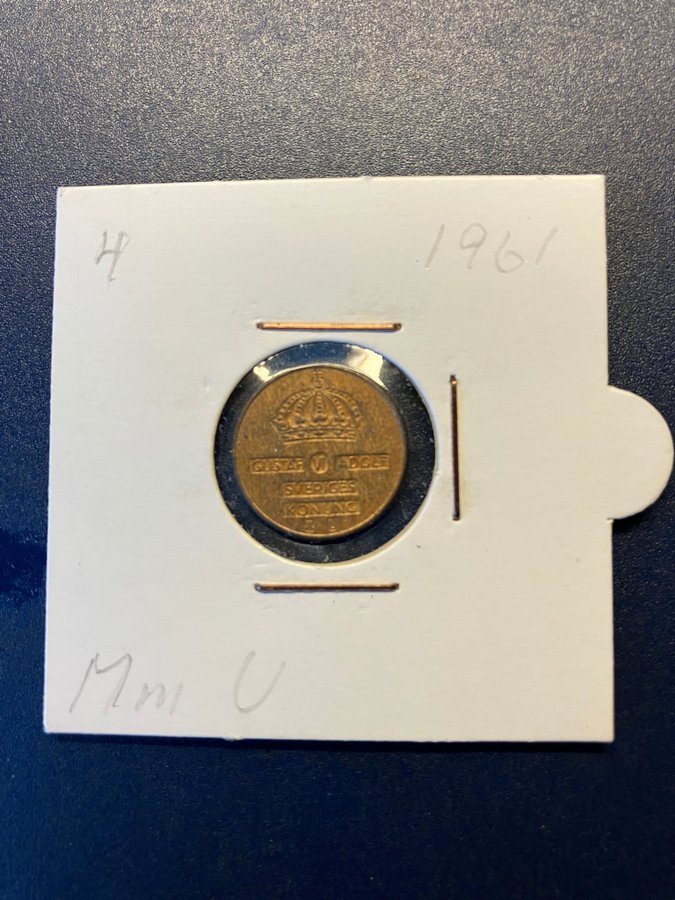 4 1961
GUSTAF VI ADOLF
SVERIGES
KONUNG
Mm U